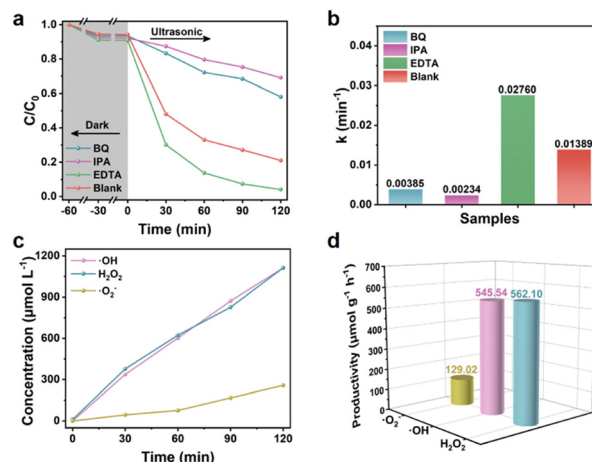 a
C/C₀
1.0
0.8
0.6
0.4
0.2
0.0
Ultrasonic
Dark
BQ
IPA
EDTA
Blank
-60
-30
0
30
60
90
120
Time (min)
b
k (min⁻¹)
0.04
0.03
0.02
0.01
0.00
BQ
IPA
EDTA
Blank
0.00385
0.00234
0.02760
0.01389
Samples
c
Concentration (μmol L⁻¹)
1200
900
600
300
0
·OH
H₂O₂
·O₂⁻
0
30
60
90
120
Time (min)
d
Productivity (μmol g⁻¹ h⁻¹)
700
600
500
400
300
200
100
0
129.02
545.54
562.10
·O₂⁻
·OH
H₂O₂